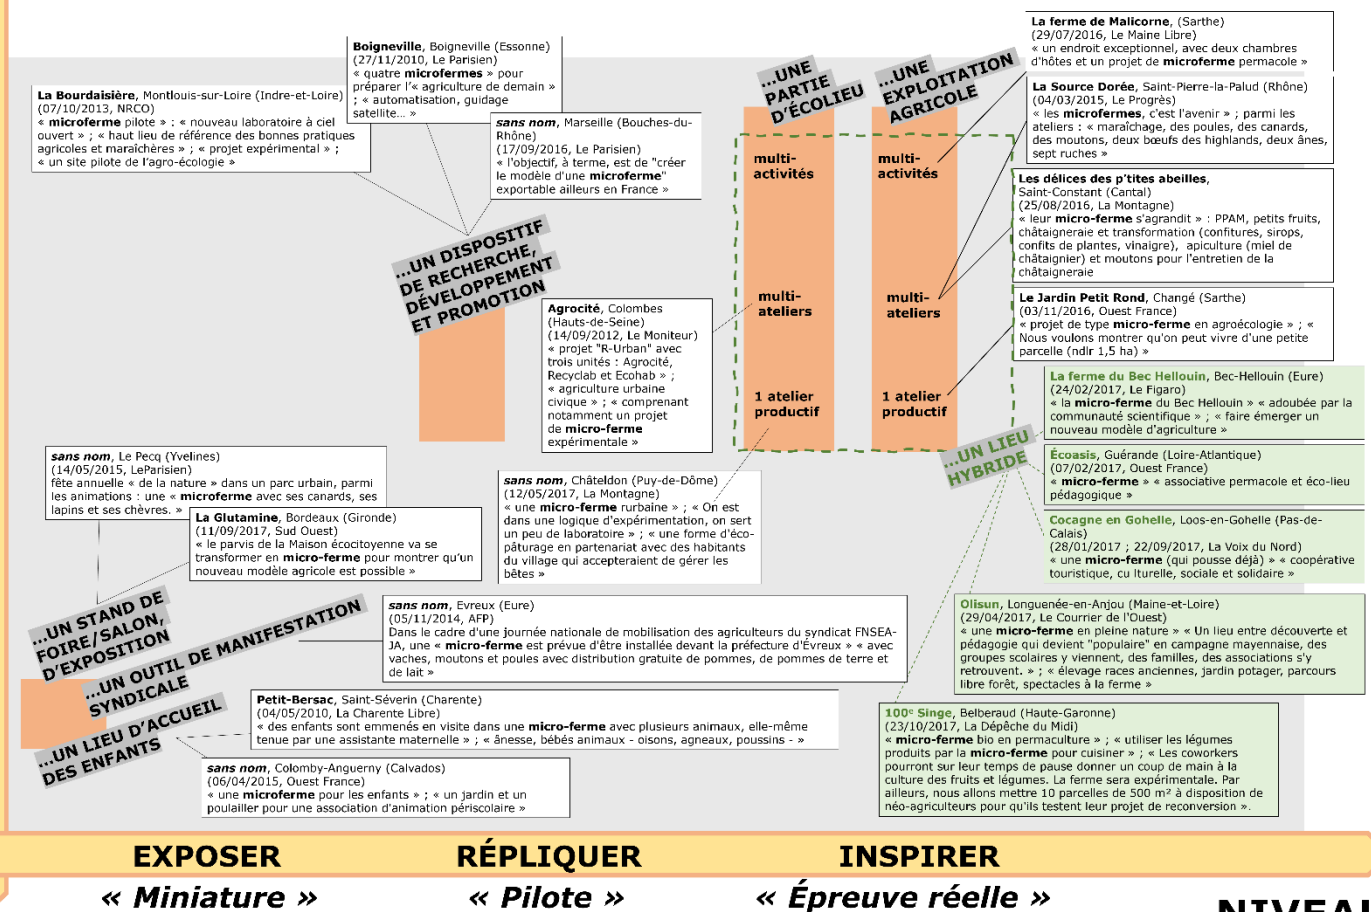 La Bourdaisière, Montlouis-sur-Loire (Indre-et-Loire)
(07/10/2013, NRCO)
« microferme pilote » : « nouveau laboratoire à ciel
ouvert » ; « haut lieu de référence des bonnes pratiques
agricoles et maraîchères » ; « projet expérimental » ;
« un site pilote de l'agro-écologie »
Boigneville, Boigneville (Essonne)
(27/11/2010, Le Parisien)
« quatre microfermes » pour
préparer l'« agriculture de demain »
; « automatisation, guidage
satellite... »
sans nom, Marseille (Bouches-du-
Rhône)
(17/09/2016, Le Parisien)
« l'objectif, à terme, est de "créer
le modèle d'une microferme"
exportable ailleurs en France »
...UN DISPOSITIF
DE RECHERCHE,
DÉVELOPPEMENT
ET PROMOTION
...UNE
PARTIE
D'ÉCOLIEU
...UNE
EXPLOITATION
AGRICOLE
multi-
activités
multi-
activités
multi-
ateliers
multi-
ateliers
1 atelier
productif
1 atelier
productif
La ferme de Malicorne, (Sarthe)
(29/07/2016, Le Maine Libre)
« un endroit exceptionnel, avec deux chambres
d'hôtes et un projet de microferme permacole »
La Source Dorée, Saint-Pierre-la-Palud (Rhône)
(04/03/2015, Le Progrès)
« les microfermes, c'est l'avenir » ; parmi les
ateliers : « maraîchage, des poules, des canards,
des moutons, deux bœufs des highlands, deux ânes,
sept ruches »
Les délices des p'tites abeilles,
Saint-Constant (Cantal)
(25/08/2016, La Montagne)
« leur micro-ferme s'agrandit » : PPAM, petits fruits,
châtaigneraie et transformation (confitures, sirops,
confits de plantes, vinaigre), apiculture (miel de
châtaignier) et moutons pour l'entretien de la
châtaigneraie
Le Jardin Petit Rond, Changé (Sarthe)
(03/11/2016, Ouest France)
« projet de type micro-ferme en agroécologie » ; «
Nous voulons montrer qu'on peut vivre d'une petite
parcelle (ndlr 1,5 ha) »
Agrocité, Colombes
(Hauts-de-Seine)
(14/09/2012, Le Moniteur)
« projet "R-Urban" avec
trois unités : Agrocité,
Recyclab et Ecohab » ;
« agriculture urbaine
civique » ; « comprenant
notamment un projet
de micro-ferme
expérimentale »
sans nom, Châteldon (Puy-de-Dôme)
(12/05/2017, La Montagne)
« une micro-ferme rurbaine » ; « On est
dans une logique d'expérimentation, on sert
un peu de laboratoire » ; « une forme d'éco-
pâturage en partenariat avec des habitants
du village qui accepteraient de gérer les
bêtes »
...UN LIEU
HYBRIDE
La ferme du Bec Hellouin, Bec-Hellouin (Eure)
(24/02/2017, Le Figaro)
« la micro-ferme du Bec Hellouin » « adoubée par la
communauté scientifique » ; « faire émerger un
nouveau modèle d'agriculture »
Écoasis, Guérande (Loire-Atlantique)
(07/02/2017, Ouest France)
« micro-ferme » « associative permacole et éco-lieu
pédagogique »
Cocagne en Gohelle, Loos-en-Gohelle (Pas-de-
Calais)
(28/01/2017 ; 22/09/2017, La Voix du Nord)
« une micro-ferme (qui pousse déjà) » « coopérative
touristique, cu lturelle, sociale et solidaire »
Olisun, Longuenée-en-Anjou (Maine-et-Loire)
(29/04/2017, Le Courrier de l'Ouest)
« une micro-ferme en pleine nature » « Un lieu entre découverte et
pédagogie qui devient "populaire" en campagne mayennaise, des
groupes scolaires y viennent, des familles, des associations s'y
retrouvent. » ; « élevage races anciennes, jardin potager, parcours
libre forêt, spectacles à la ferme »
100e Singe, Belberaud (Haute-Garonne)
(23/10/2017, La Dépêche du Midi)
« micro-ferme bio en permaculture » ; « utiliser les légumes
produits par la micro-ferme pour cuisiner » ; « Les coworkers
pourront sur leur temps de pause donner un coup de main à la
culture des fruits et légumes. La ferme sera expérimentale. Par
ailleurs, nous allons mettre 10 parcelles de 500 m² à disposition de
néo-agriculteurs pour qu'ils testent leur projet de reconversion ».
sans nom, Le Pecq (Yvelines)
(14/05/2015, LeParisien)
fête annuelle « de la nature » dans un parc urbain, parmi
les animations : une « microferme avec ses canards, ses
lapins et ses chèvres. »
La Glutamine, Bordeaux (Gironde)
(11/09/2017, Sud Ouest)
« le parvis de la Maison écocitoyenne va se
transformer en micro-ferme pour montrer qu'un
nouveau modèle agricole est possible »
...UN STAND DE
FOIRE/SALON,
D'EXPOSITION
...UN OUTIL DE MANIFESTATION
SYNDICALE
...UN LIEU D'ACCUEIL
DES ENFANTS
sans nom, Evreux (Eure)
(05/11/2014, AFP)
Dans le cadre d'une journée nationale de mobilisation des agriculteurs du syndicat FNSEA-
JA, une « micro-ferme est prévue d'être installée devant la préfecture d'Évreux » « avec
vaches, moutons et poules avec distribution gratuite de pommes, de pommes de terre et
de lait »
Petit-Bersac, Saint-Séverin (Charente)
(04/05/2010, La Charente Libre)
« des enfants sont emmenés en visite dans une micro-ferme avec plusieurs animaux, elle-même
tenue par une assistante maternelle » ; « ânesse, bébés animaux - oisons, agneaux, poussins - »
sans nom, Colomby-Anguerny (Calvados)
(06/04/2015, Ouest France)
« une microferme pour les enfants » ; « un jardin et un
poulailler pour une association d'animation périscolaire »
EXPOSER
RÉPLIQUER
INSPIRER
« Miniature »
« Pilote »
« Épreuve réelle »